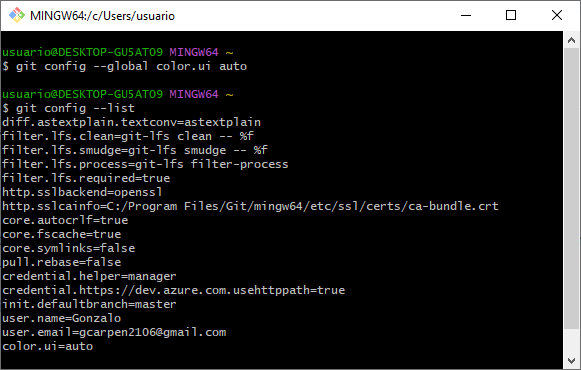 MINGW64:/c/Users/usuario
usuario@DESKTOP-GU5ATO9 MINGW64 ~
$ git config --global color.ui auto
usuario@DESKTOP-GU5ATO9 MINGW64 ~
$ git config --list
diff.astextplain.textconv=astextplain
filter.lfs.clean=git-lfs clean -- %f
filter.lfs.smudge=git-lfs smudge -- %f
filter.lfs.process=git-lfs filter-process
filter.lfs.required=true
http.sslbackend=openssl
http.sslcainfo=C:/Program Files/Git/mingw64/etc/ssl/certs/ca-bundle.crt
core.autocrlf=true
core.fscache=true
core.symlinks=false
pull.rebase=false
credential.helper=manager
credential.https://dev.azure.com.usehttppath=true
init.defaultbranch=master
user.name=Gonzalo
user.email=gcarpen2106@gmail.com
color.ui=auto